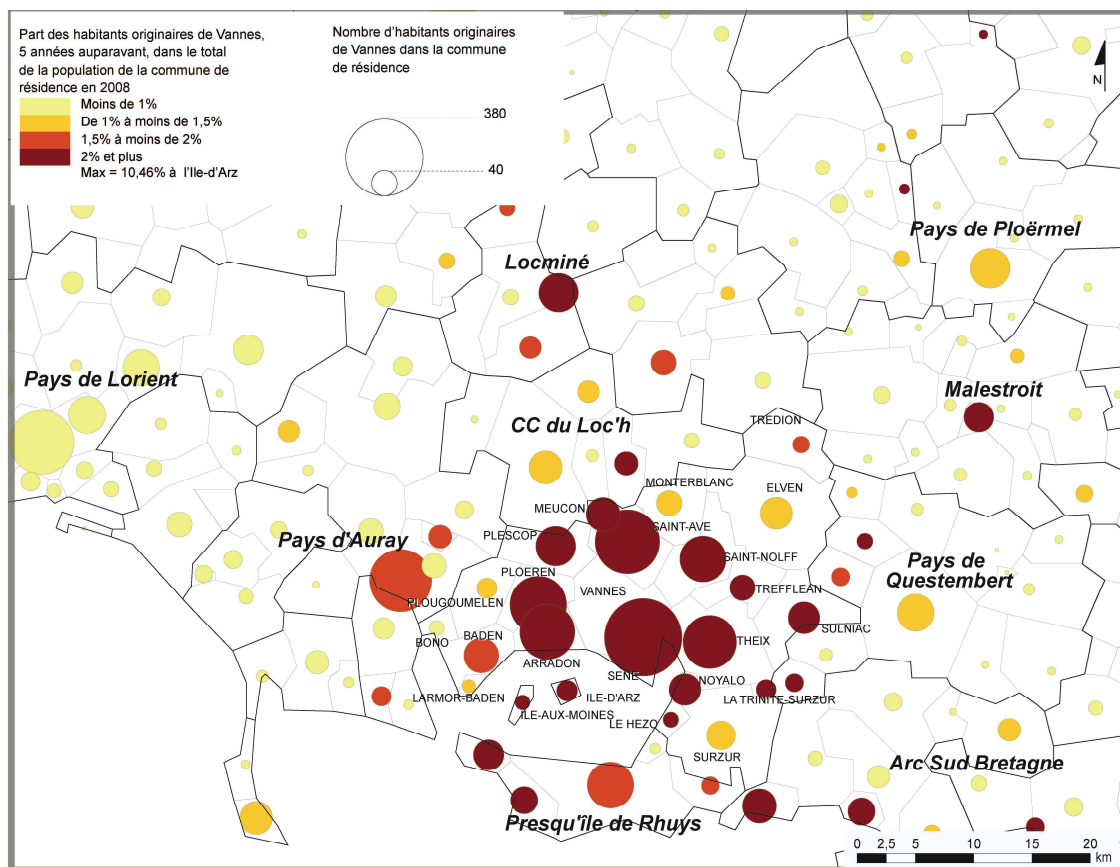 Part des habitants originaires de Vannes,
5 années auparavant, dans le total
de la population de la commune de
résidence en 2008
Moins de 1%
De 1% à moins de 1,5%
1,5% à moins de 2%
2% et plus
Max = 10,46% à l'Ile-d'Arz
Nombre d'habitants originaires
de Vannes dans la commune
de résidence
380
40
N
Pays de Ploërmel
Locminé
Pays de Lorient
Malestroit
CC du Loc'h
TREDION
MONTERBLANC
ELVEN
MEUCON
SAINT-AVE
PLESCOP
Pays d'Auray
SAINT-NOLFF
Pays de
Questembert
PLOEREN
VANNES
TREFFLEAN
PLOUGOUMELEN
SULNIAC
BONO
BADEN
THEIX
ARRADON
SENE
NOYALO
LARMOR-BADEN
ILE-D'ARZ
LA TRINITE-SURZUR
ILE-AUX-MOINES
LE HEZO
SURZUR
Arc Sud Bretagne
Presqu'île de Rhuys
0 2,5 5 10 15 20
km